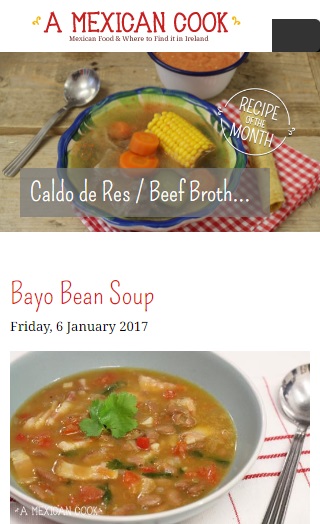 A MEXICAN COOK
Mexican Food & Where to Find it in Ireland
RECIPE
OF THE
MONTH
Caldo de Res / Beef Broth...
Bayo Bean Soup
Friday, 6 January 2017
A MEXICAN COOK